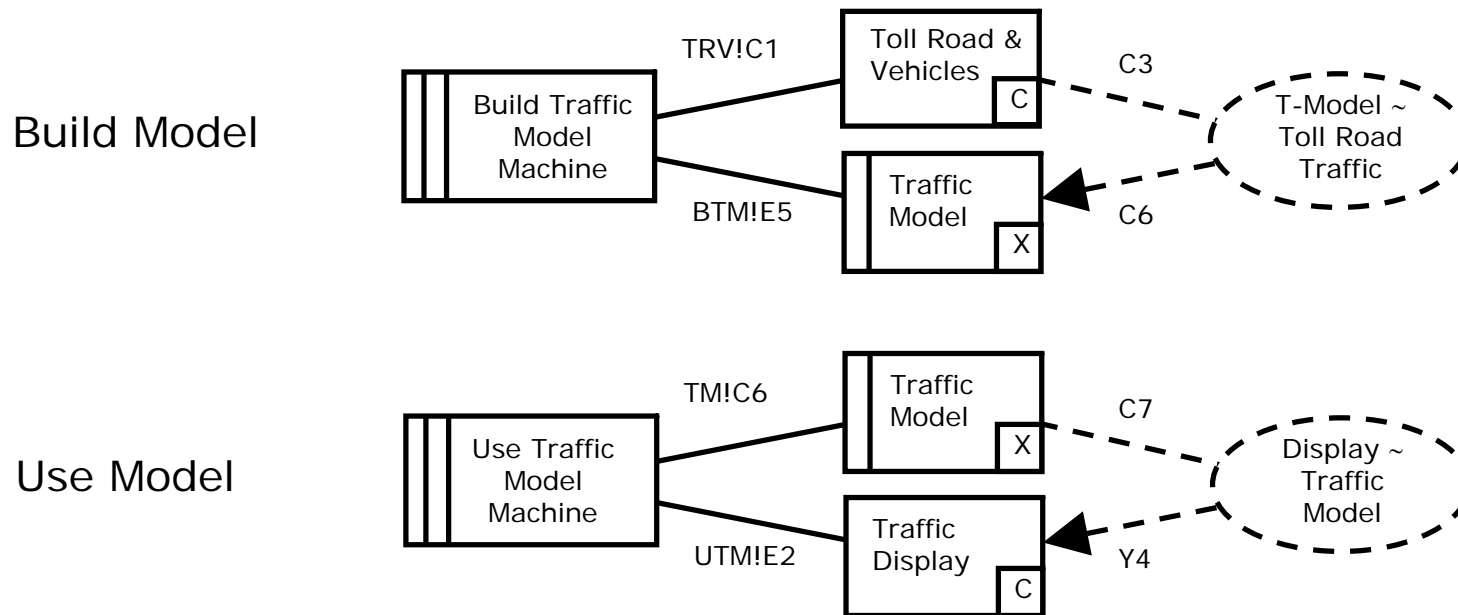 Build Model
Build Traffic
Model
Machine
TRV!C1
BTM!E5
Toll Road &
Vehicles
C
Traffic
Model
X
C3
C6
T-Model ~
Toll Road
Traffic
Use Model
Use Traffic
Model
Machine
TM!C6
UTM!E2
Traffic
Model
X
Traffic
Display
C
C7
Y4
Display ~
Traffic
Model